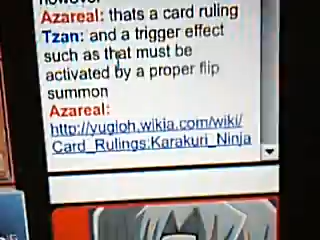 however
Azareal: thats a card ruling
Tzan: and a trigger effect
such as that must be
activated by a proper flip
summon
Azareal:
http://yugioh.wikia.com/wiki/
Card_Rulings:Karakuri_Ninja